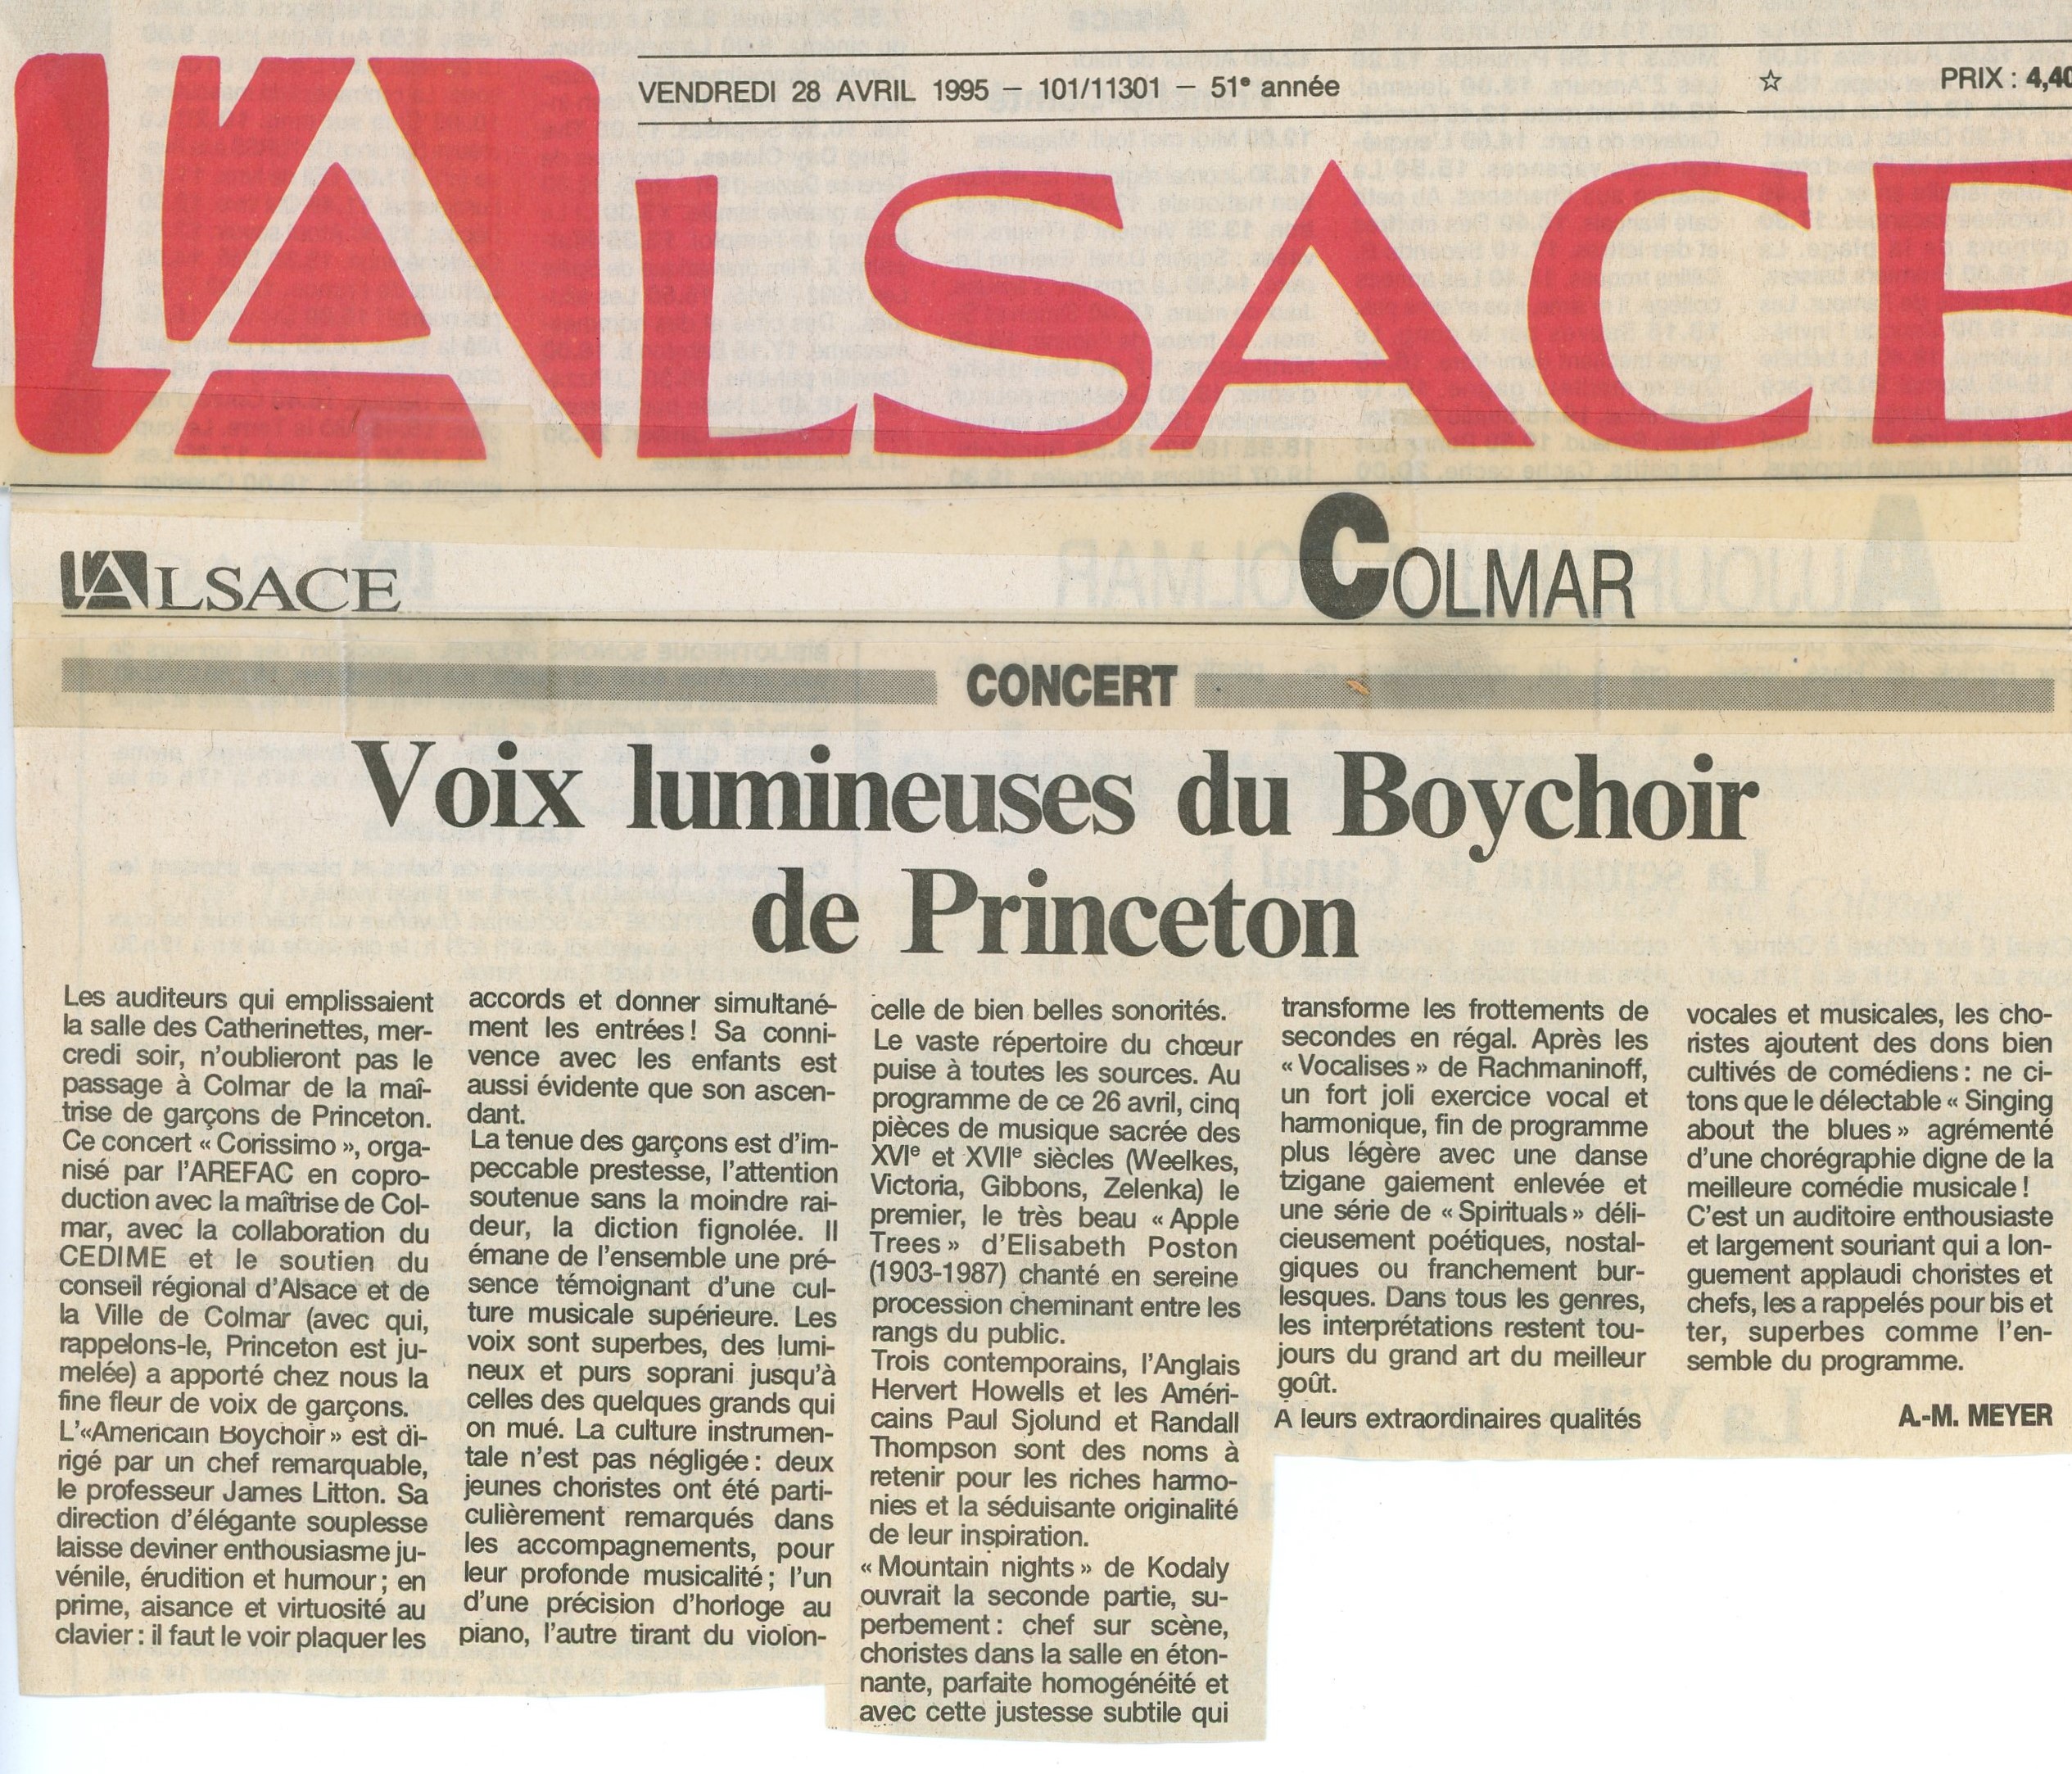 VENDREDI 28 AVRIL 1995 — 101/11301 — 51e année ☆ PRIX : 4,40
L'ALSACE
L'ALSACE COLMAR
CONCERT
Voix lumineuses du Boychoir
de Princeton
Les auditeurs qui emplissaient
la salle des Catherinettes, mer-
credi soir, n'oublieront pas le
passage à Colmar de la maî-
trise de garçons de Princeton.
Ce concert « Corissimo », orga-
nisé par l'AREFAC en copro-
duction avec la maîtrise de Col-
mar, avec la collaboration du
CEDIME et le soutien du
conseil régional d'Alsace et de
la Ville de Colmar (avec qui,
rappelons-le, Princeton est ju-
melée) a apporté chez nous la
fine fleur de voix de garçons.
L'«Americain Boychoir» est di-
rigé par un chef remarquable,
le professeur James Litton. Sa
direction d'élégante souplesse
laisse deviner enthousiasme ju-
vénile, érudition et humour ; en
prime, aisance et virtuosité au
clavier : il faut le voir plaquer les
accords et donner simultané-
ment les entrées ! Sa conni-
vence avec les enfants est
aussi évidente que son ascen-
dant.
La tenue des garçons est d'im-
peccable prestesse, l'attention
soutenue sans la moindre rai-
deur, la diction fignolée. Il
émane de l'ensemble une pré-
sence témoignant d'une cul-
ture musicale supérieure. Les
voix sont superbes, des lumi-
neux et purs soprani jusqu'à
celles des quelques grands qui
on mué. La culture instrumen-
tale n'est pas négligée : deux
jeunes choristes ont été parti-
culièrement remarqués dans
les accompagnements, pour
leur profonde musicalité ; l'un
d'une précision d'horloge au
piano, l'autre tirant du violon-
celle de bien belles sonorités.
Le vaste répertoire du chœur
puise à toutes les sources. Au
programme de ce 26 avril, cinq
pièces de musique sacrée des
XVIe et XVIIe siècles (Weelkes,
Victoria, Gibbons, Zelenka) le
premier, le très beau « Apple
Trees » d'Elisabeth Poston
(1903-1987) chanté en sereine
procession cheminant entre les
rangs du public.
Trois contemporains, l'Anglais
Hervert Howells et les Améri-
cains Paul Sjolund et Randall
Thompson sont des noms à
retenir pour les riches harmo-
nies et la séduisante originalité
de leur inspiration.
« Mountain nights » de Kodaly
ouvrait la seconde partie, su-
perbement : chef sur scène,
choristes dans la salle en éton-
nante, parfaite homogénéité et
avec cette justesse subtile qui
transforme les frottements de
secondes en régal. Après les
« Vocalises » de Rachmaninoff,
un fort joli exercice vocal et
harmonique, fin de programme
plus légère avec une danse
tzigane gaiement enlevée et
une série de « Spirituals » déli-
cieusement poétiques, nostal-
giques ou franchement bur-
lesques. Dans tous les genres,
les interprétations restent tou-
jours du grand art du meilleur
goût.
A leurs extraordinaires qualités
vocales et musicales, les cho-
ristes ajoutent des dons bien
cultivés de comédiens : ne ci-
tons que le délectable « Singing
about the blues » agrémenté
d'une chorégraphie digne de la
meilleure comédie musicale !
C'est un auditoire enthousiaste
et largement souriant qui a lon-
guement applaudi choristes et
chefs, les a rappelés pour bis et
ter, superbes comme l'en-
semble du programme.
A.-M. MEYER